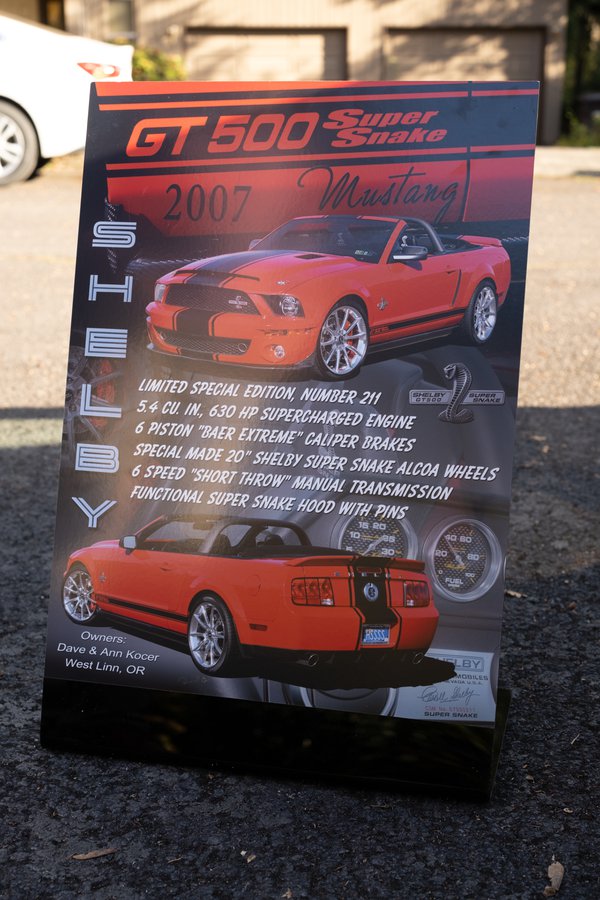 GT 500 Super Snake
2007 Mustang
SHELBY
LIMITED SPECIAL EDITION, NUMBER 211
5.4 CU. IN, 630 HP SUPERCHARGED ENGINE
6 PISTON "BAER EXTREME" CALIPER BRAKES
SPECIAL MADE 20" SHELBY SUPER SNAKE ALCOA WHEELS
6 SPEED "SHORT THROW" MANUAL TRANSMISSION
FUNCTIONAL SUPER SNAKE HOOD WITH PINS
SHELBY GT500
SUPER SNAKE
FUEL
Owners:
Dave & Ann Kocer
West Linn, OR
SHELBY
SUPER SNAKE